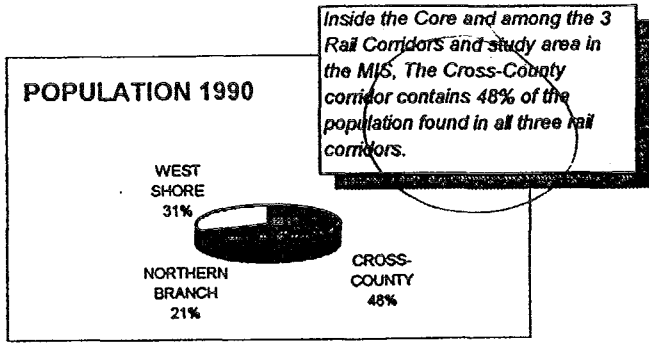 Inside the Core and among the 3
Rail Corridors and study area in
the MIS, The Cross-County
corridor contains 48% of the
population found in all three rail
corridors.
POPULATION 1990
WEST
SHORE
31%
NORTHERN
BRANCH
21%
CROSS-
COUNTY
48%